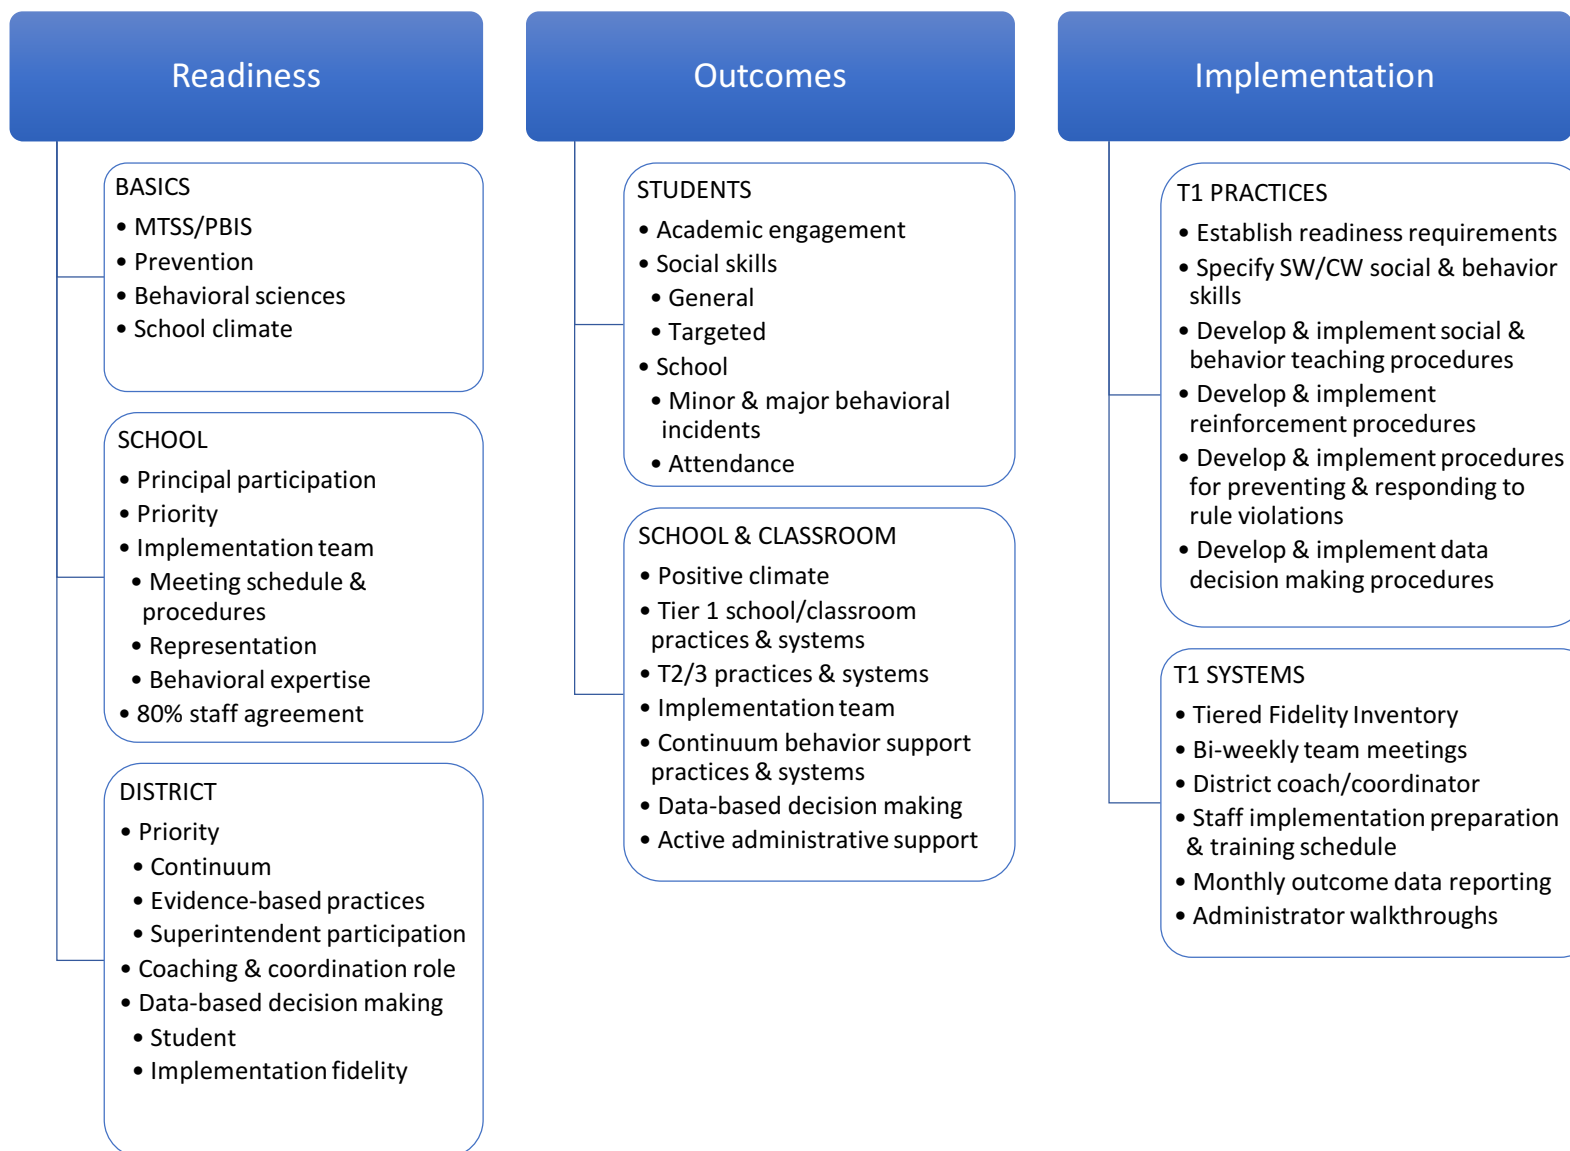 Readiness
BASICS
• MTSS/PBIS
• Prevention
• Behavioral sciences
• School climate
SCHOOL
• Principal participation
• Priority
• Implementation team
• Meeting schedule &
procedures
• Representation
• Behavioral expertise
• 80% staff agreement
DISTRICT
• Priority
• Continuum
• Evidence-based practices
• Superintendent participation
• Coaching & coordination role
• Data-based decision making
• Student
• Implementation fidelity
Outcomes
STUDENTS
• Academic engagement
• Social skills
• General
• Targeted
• School
• Minor & major behavioral
incidents
• Attendance
SCHOOL & CLASSROOM
• Positive climate
• Tier 1 school/classroom
practices & systems
• T2/3 practices & systems
• Implementation team
• Continuum behavior support
practices & systems
• Data-based decision making
• Active administrative support
Implementation
T1 PRACTICES
• Establish readiness requirements
• Specify SW/CW social & behavior
skills
• Develop & implement social &
behavior teaching procedures
• Develop & implement
reinforcement procedures
• Develop & implement procedures
for preventing & responding to
rule violations
• Develop & implement data
decision making procedures
T1 SYSTEMS
• Tiered Fidelity Inventory
• Bi-weekly team meetings
• District coach/coordinator
• Staff implementation preparation
& training schedule
• Monthly outcome data reporting
• Administrator walkthroughs